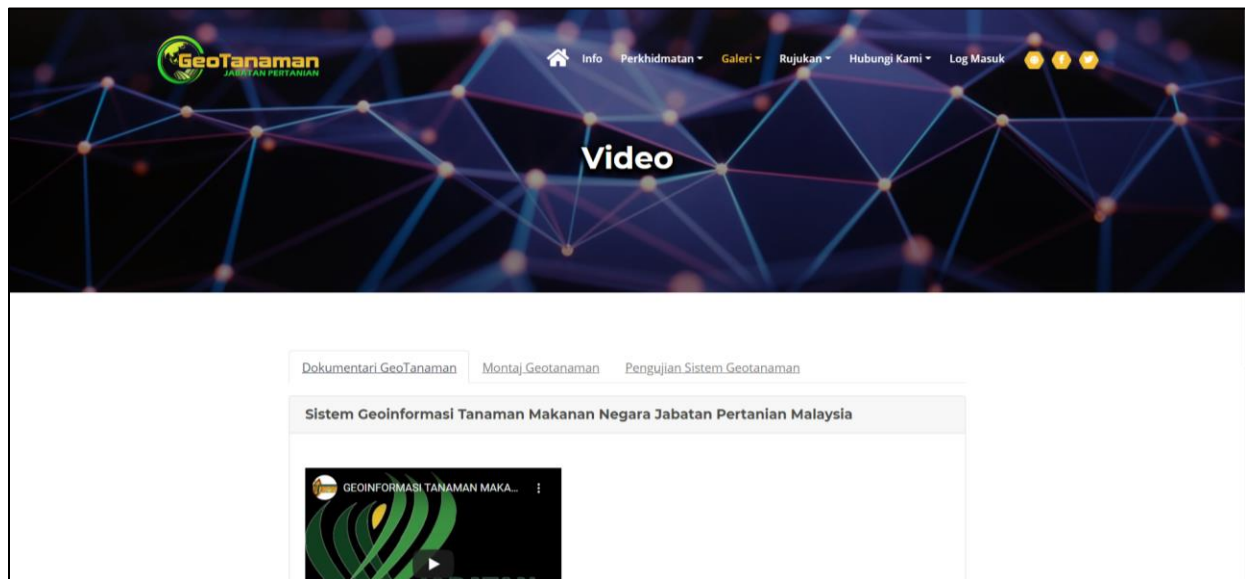 GeoTanaman
JABATAN PERTANIAN
Info Perkhidmatan Galeri Rujukan Hubungi Kami Log Masuk
Video
Dokumentari GeoTanaman Montaj Geotanaman Pengujian Sistem Geotanaman
Sistem Geoinformasi Tanaman Makanan Negara Jabatan Pertanian Malaysia
GEOINFORMASI TANAMAN MAKA...